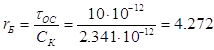 r_Б = τ_ОС / C_К = 10·10^-12 / 2.341·10^-12 = 4.272